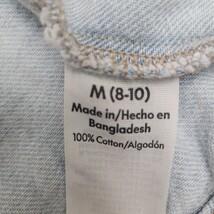 M (8-10)
Made in/Hecho en
Bangladesh
100% Cotton/Algodón